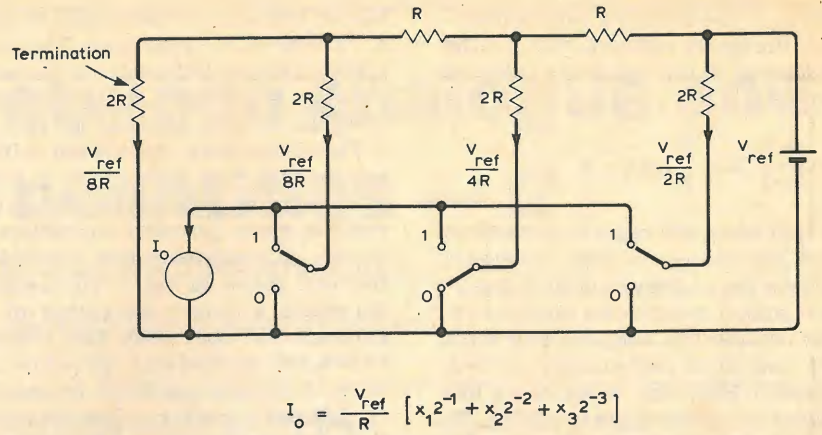 R
R
Termination
2R
2R
2R
2R
V_ref/8R
V_ref/8R
V_ref/4R
V_ref/2R
V_ref
I_o
1
1
1
0
0
0
I_o = V_ref/R [x_1 2^-1 + x_2 2^-2 + x_3 2^-3]